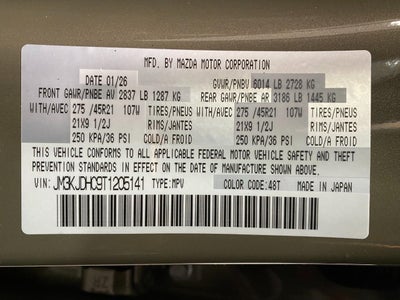 MFD. BY MAZDA MOTOR CORPORATION
DATE 01/26 GVWR/PNBV 6014 LB 2728 KG
FRONT GAWR/PNBE AV 2837 LB 1287 KG REAR GAWR/PNBE AR 3186 LB 1445 KG
WITH/AVEC 275 /45R21 107W TIRES/PNEUS WITH/AVEC 275 /45R21 107W TIRES/PNEUS
21X9 1/2J RIMS/JANTES 21X9 1/2J RIMS/JANTES
250 KPA/36 PSI COLD/A FROID 250 KPA/36 PSI COLD/A FROID
THIS VEHICLE CONFORMS TO ALL APPLICABLE FEDERAL MOTOR VEHICLE SAFETY AND THEFT
PREVENTION STANDARDS IN EFFECT ON THE DATE OF MANUFACTURE SHOWN ABOVE.
VIN: JM3KJDHC9T1205141 TYPE:MPV COLOR CODE:48T MADE IN JAPAN